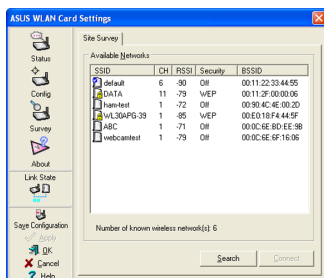 ASUS WLAN Card Settings
Status
Config
Survey
About
Link State
Save Configuration
Apply
OK
Cancel
Help
Site Survey
Available Networks
SSID CH RSSI Security BSSID
default 6 -90 Off 00:11:22:33:44:55
DATA 11 -79 WEP 00:11:2F:00:00:06
ham-test 1 -72 Off 00:90:4C:4E:00:2D
WL30APG-39 1 -85 WEP 00:E0:18:F4:44:5F
ABC 1 -71 Off 00:0C:6E:BD:EE:9B
webcamtest 1 -79 Off 00:0C:6E:6F:16:06
Number of known wireless network(s): 6
Search
Connect